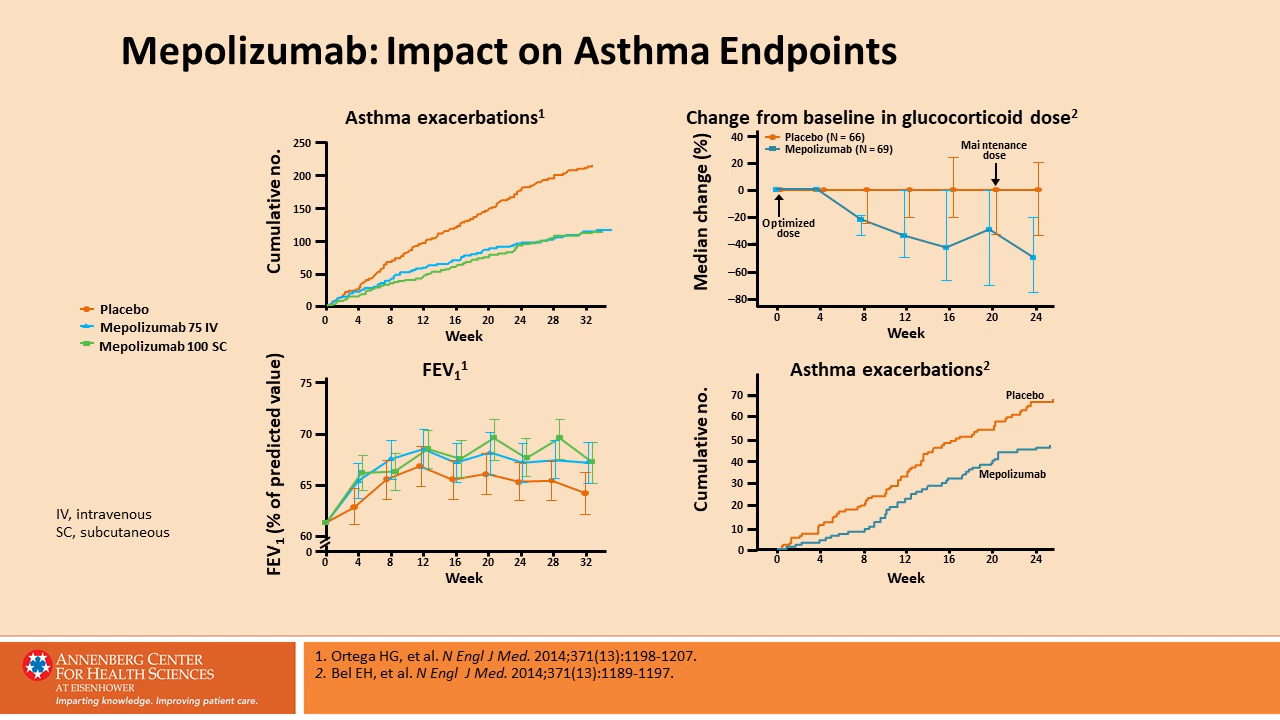 Mepolizumab: Impact on Asthma Endpoints
Asthma exacerbations1
Cumulative no.
250
200
150
100
50
0
0 4 8 12 16 20 24 28 32
Week
Change from baseline in glucocorticoid dose2
Median change (%)
40
20
0
−20
−40
−60
−80
Placebo (N = 66)
Mepolizumab (N = 69)
Maintenance
dose
Optimized
dose
0 4 8 12 16 20 24
Week
Placebo
Mepolizumab 75 IV
Mepolizumab 100 SC
FEV1 1
FEV1 (% of predicted value)
75
70
65
60
0
0 4 8 12 16 20 24 28 32
Week
Asthma exacerbations2
Cumulative no.
70
60
50
40
30
20
10
0
Placebo
Mepolizumab
0 4 8 12 16 20 24
Week
IV, intravenous
SC, subcutaneous
ANNENBERG CENTER
FOR HEALTH SCIENCES
AT EISENHOWER
Imparting knowledge. Improving patient care.
1. Ortega HG, et al. N Engl J Med. 2014;371(13):1198-1207.
2. Bel EH, et al. N Engl J Med. 2014;371(13):1189-1197.